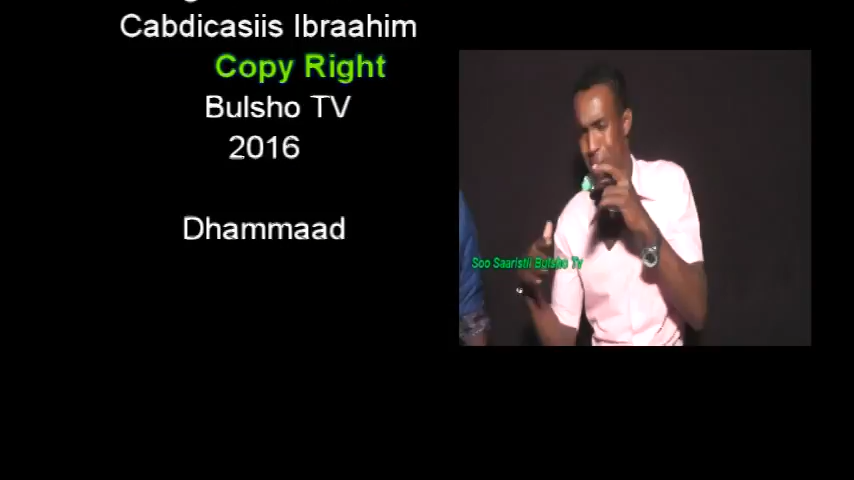 Cabdicasiis Ibraahim
Copy Right
Bulsho TV
2016
Dhammaad
Soo Saaristii Bulsho Tv